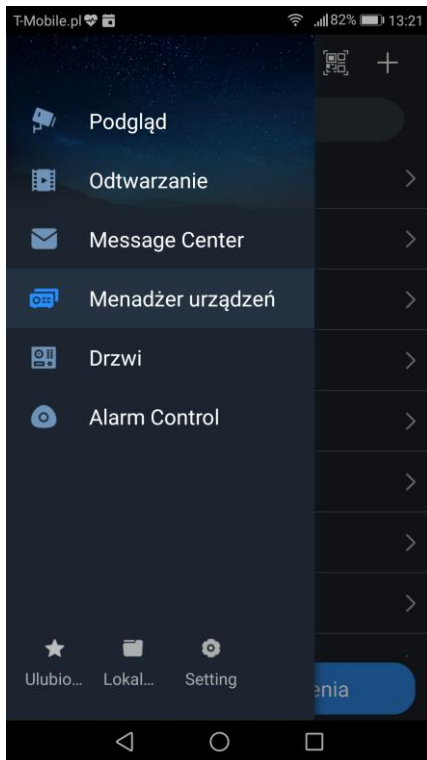 T-Mobile.pl 82% 13:21
Podgląd
Odtwarzanie
Message Center
Menadżer urządzeń
Drzwi
Alarm Control
Ulubio... Lokal... Setting
enia